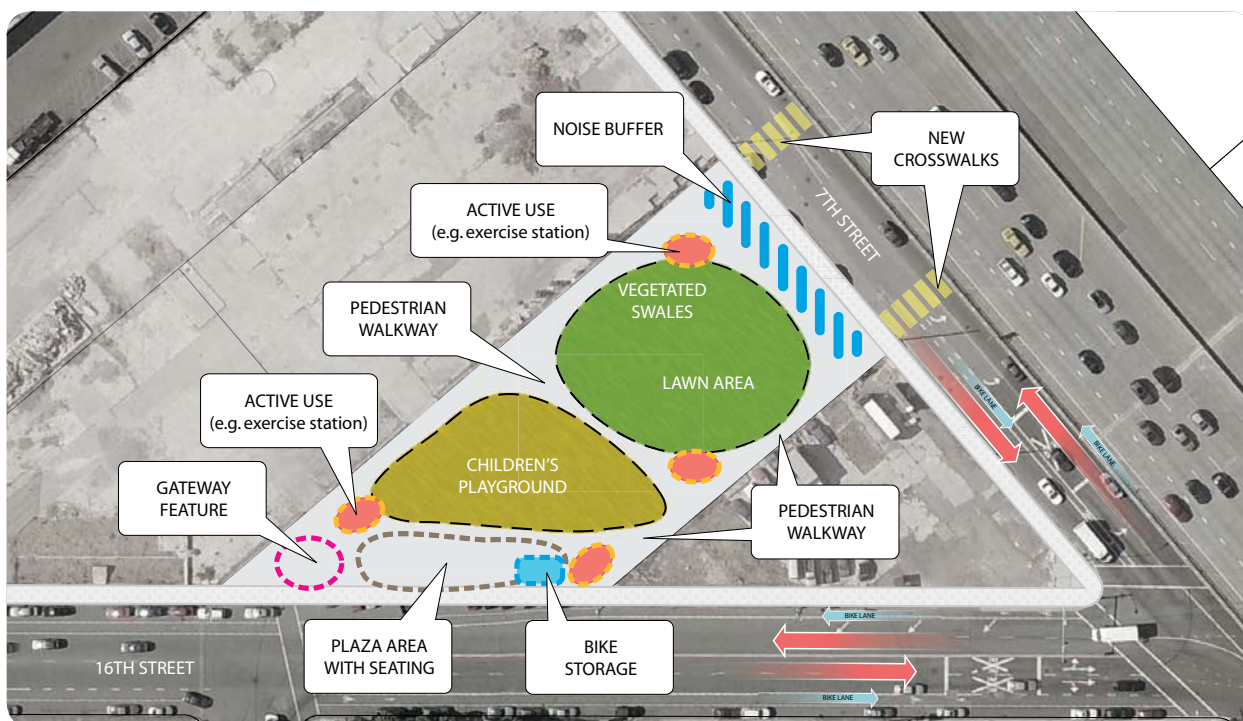 NOISE BUFFER
NEW
CROSSWALKS
7TH STREET
ACTIVE USE
(e.g. exercise station)
VEGETATED
SWALES
PEDESTRIAN
WALKWAY
LAWN AREA
BIKE LANE
BIKE LANE
ACTIVE USE
(e.g. exercise station)
CHILDREN'S
PLAYGROUND
GATEWAY
FEATURE
PEDESTRIAN
WALKWAY
BIKE LANE
16TH STREET
PLAZA AREA
WITH SEATING
BIKE
STORAGE
BIKE LANE